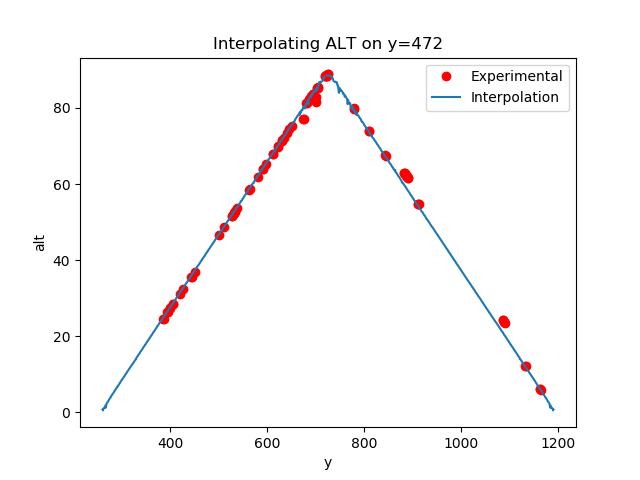 Interpolating ALT on y=472
Experimental
Interpolation
alt
80
60
40
20
0
400 600 800 1000 1200
y